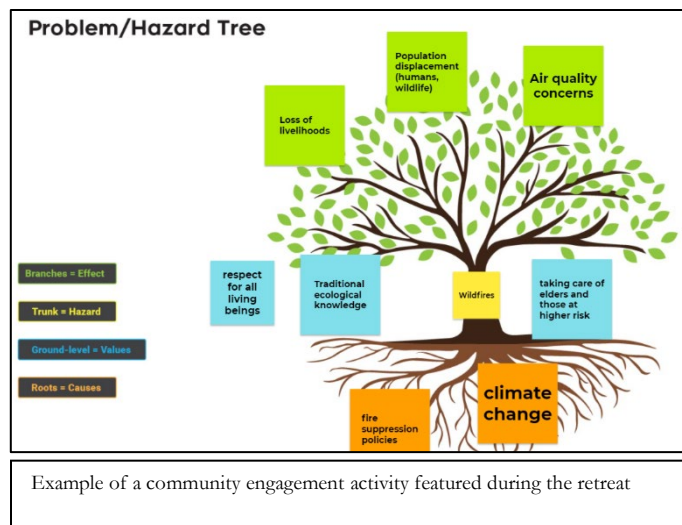 Problem/Hazard Tree
Population
displacement
(humans,
wildlife)
Air quality
concerns
Loss of
livelihoods
Branches = Effect
Trunk = Hazard
Ground-level = Values
Roots = Causes
respect
for all
living
beings
Traditional
ecological
knowledge
Wildfires
taking care of
elders and
those at
higher risk
fire
suppression
policies
climate
change
Example of a community engagement activity featured during the retreat